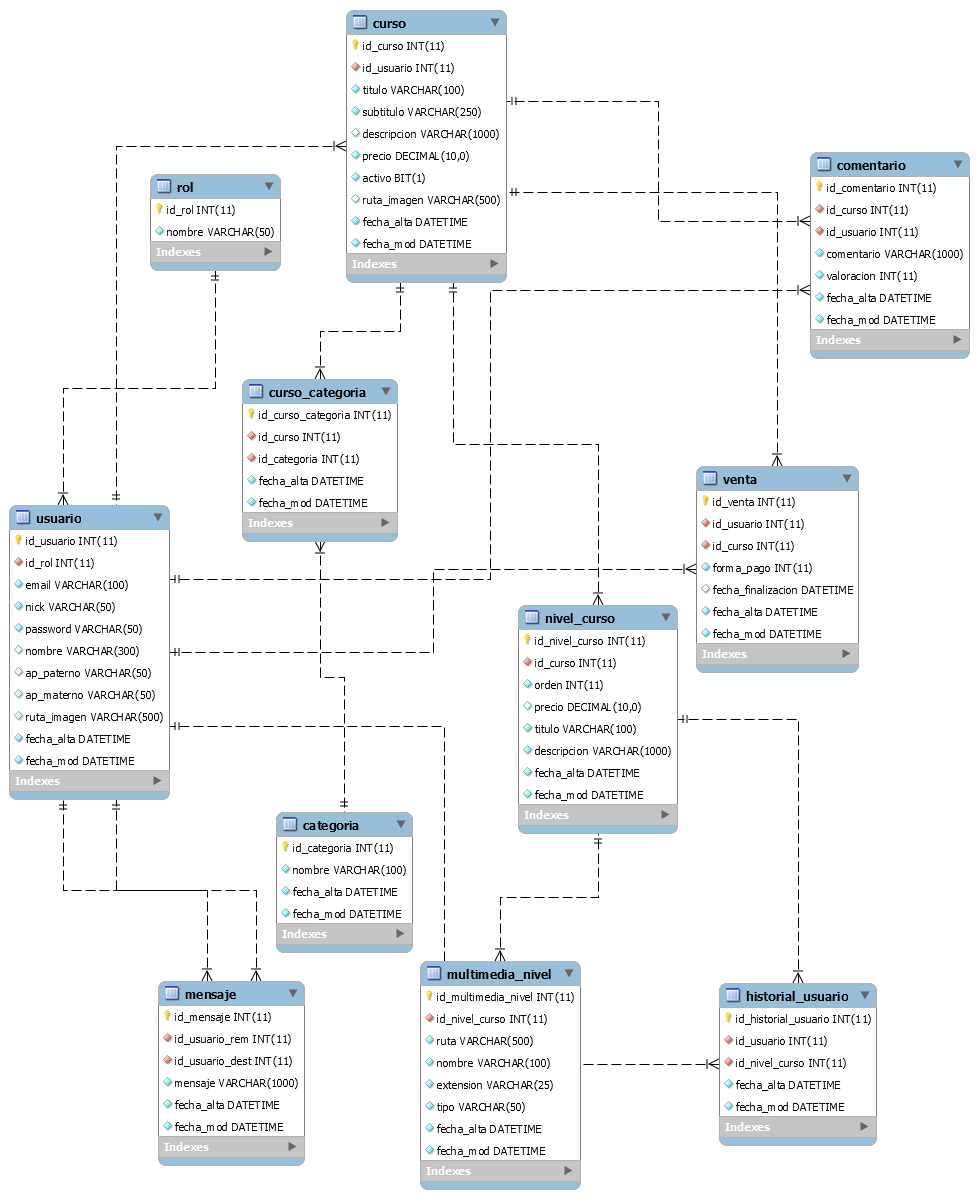 curso
id_curso INT(11)
id_usuario INT(11)
titulo VARCHAR(100)
subtitulo VARCHAR(250)
descripcion VARCHAR(1000)
precio DECIMAL(10,0)
activo BIT(1)
ruta_imagen VARCHAR(500)
fecha_alta DATETIME
fecha_mod DATETIME
Indexes
rol
id_rol INT(11)
nombre VARCHAR(50)
Indexes
comentario
id_comentario INT(11)
id_curso INT(11)
id_usuario INT(11)
comentario VARCHAR(1000)
valoracion INT(11)
fecha_alta DATETIME
fecha_mod DATETIME
Indexes
curso_categoria
id_curso_categoria INT(11)
id_curso INT(11)
id_categoria INT(11)
fecha_alta DATETIME
fecha_mod DATETIME
Indexes
venta
id_venta INT(11)
id_usuario INT(11)
id_curso INT(11)
forma_pago INT(11)
fecha_finalizacion DATETIME
fecha_alta DATETIME
fecha_mod DATETIME
Indexes
usuario
id_usuario INT(11)
id_rol INT(11)
email VARCHAR(100)
nick VARCHAR(50)
password VARCHAR(50)
nombre VARCHAR(300)
ap_paterno VARCHAR(50)
ap_materno VARCHAR(50)
ruta_imagen VARCHAR(500)
fecha_alta DATETIME
fecha_mod DATETIME
Indexes
nivel_curso
id_nivel_curso INT(11)
id_curso INT(11)
orden INT(11)
precio DECIMAL(10,0)
titulo VARCHAR(100)
descripcion VARCHAR(1000)
fecha_alta DATETIME
fecha_mod DATETIME
Indexes
categoria
id_categoria INT(11)
nombre VARCHAR(100)
fecha_alta DATETIME
fecha_mod DATETIME
Indexes
mensaje
id_mensaje INT(11)
id_usuario_rem INT(11)
id_usuario_dest INT(11)
mensaje VARCHAR(1000)
fecha_alta DATETIME
fecha_mod DATETIME
Indexes
multimedia_nivel
id_multimedia_nivel INT(11)
id_nivel_curso INT(11)
ruta VARCHAR(500)
nombre VARCHAR(100)
extension VARCHAR(25)
tipo VARCHAR(50)
fecha_alta DATETIME
fecha_mod DATETIME
Indexes
historial_usuario
id_historial_usuario INT(11)
id_usuario INT(11)
id_nivel_curso INT(11)
fecha_alta DATETIME
fecha_mod DATETIME
Indexes